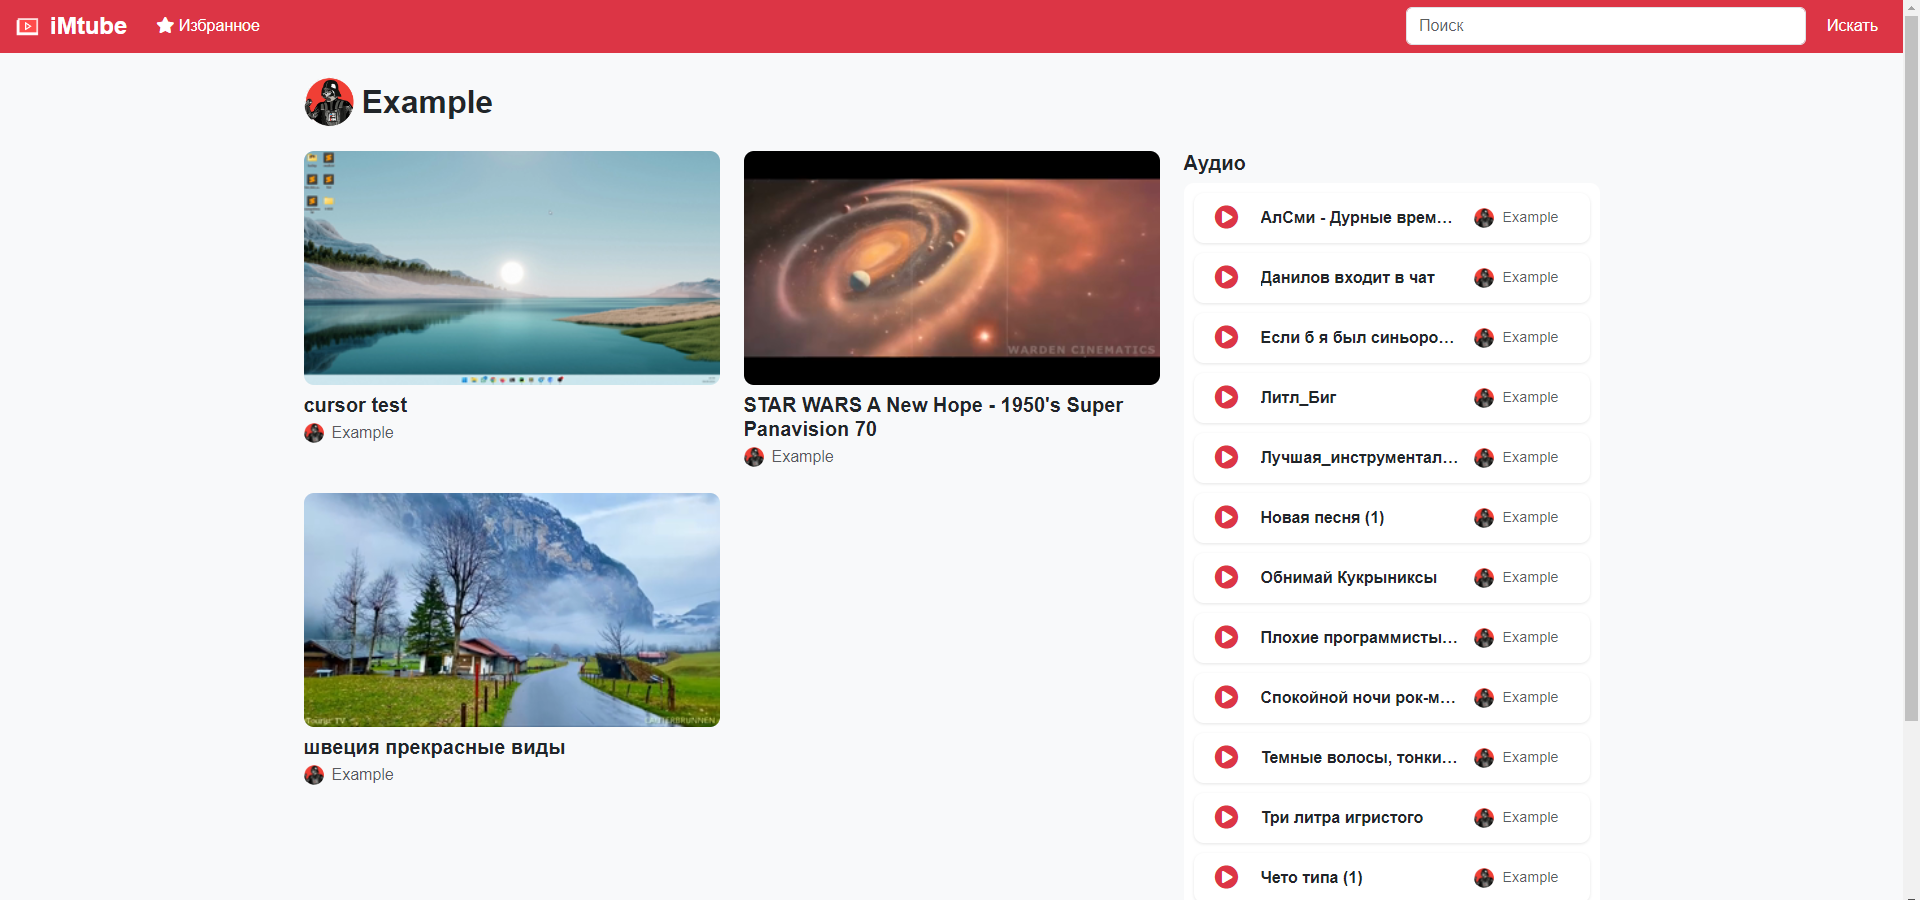 iMtube
Избранное
Поиск
Искать
Example
cursor test
Example
WARDEN CINEMATICS
STAR WARS A New Hope - 1950's Super
Panavision 70
Example
Tourist TV
LAUTERBRUNNEN
швеция прекрасные виды
Example
Аудио
АлСми - Дурные врем...
Example
Данилов входит в чат
Example
Если б я был синьоро...
Example
Литл_Биг
Example
Лучшая_инструментал...
Example
Новая песня (1)
Example
Обнимай Кукрыниксы
Example
Плохие программисты...
Example
Спокойной ночи рок-м...
Example
Темные волосы, тонки...
Example
Три литра игристого
Example
Чето типа (1)
Example